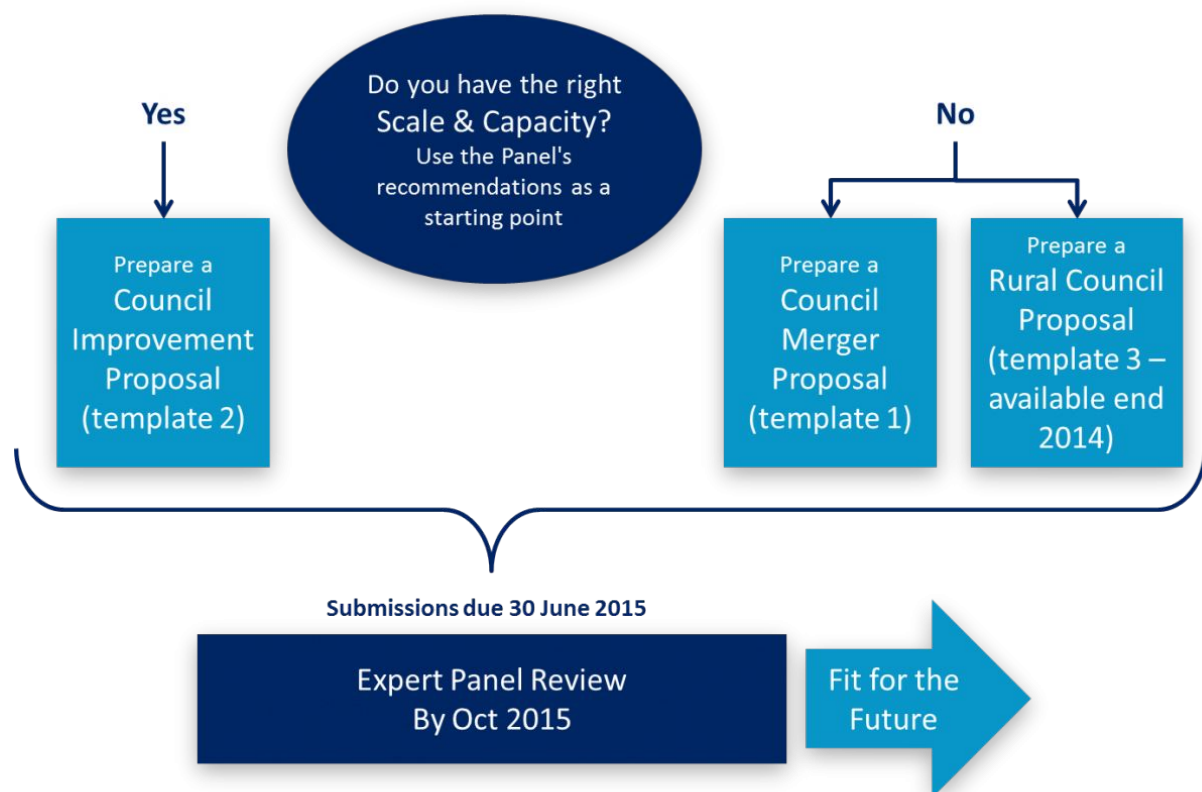 Do you have the right
Scale & Capacity?
Use the Panel's
recommendations as a
starting point
Yes
No
Prepare a
Council
Improvement
Proposal
(template 2)
Prepare a
Council
Merger
Proposal
(template 1)
Prepare a
Rural Council
Proposal
(template 3 –
available end
2014)
Submissions due 30 June 2015
Expert Panel Review
By Oct 2015
Fit for the
Future